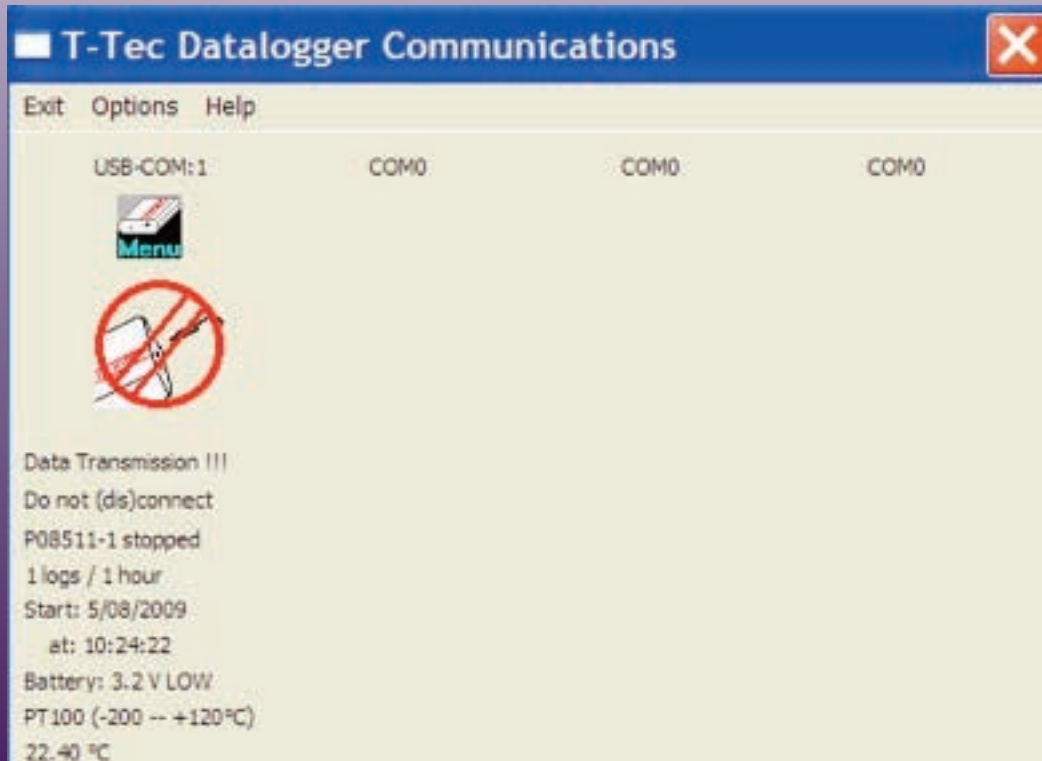 T-Tec Datalogger Communications
Exit Options Help
USB-COM:1 COM0 COM0 COM0
Menu
Data Transmission !!!
Do not (dis)connect
P08511-1 stopped
1 logs / 1 hour
Start: 5/08/2009
at: 10:24:22
Battery: 3.2 V LOW
PT100 (-200 -- +120°C)
22.40 °C